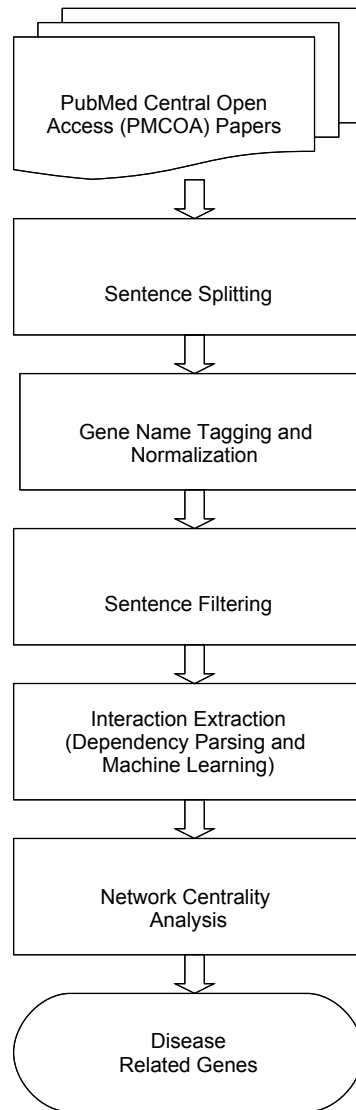 PubMed Central Open
Access (PMCOA) Papers
Sentence Splitting
Gene Name Tagging and
Normalization
Sentence Filtering
Interaction Extraction
(Dependency Parsing and
Machine Learning)
Network Centrality
Analysis
Disease
Related Genes